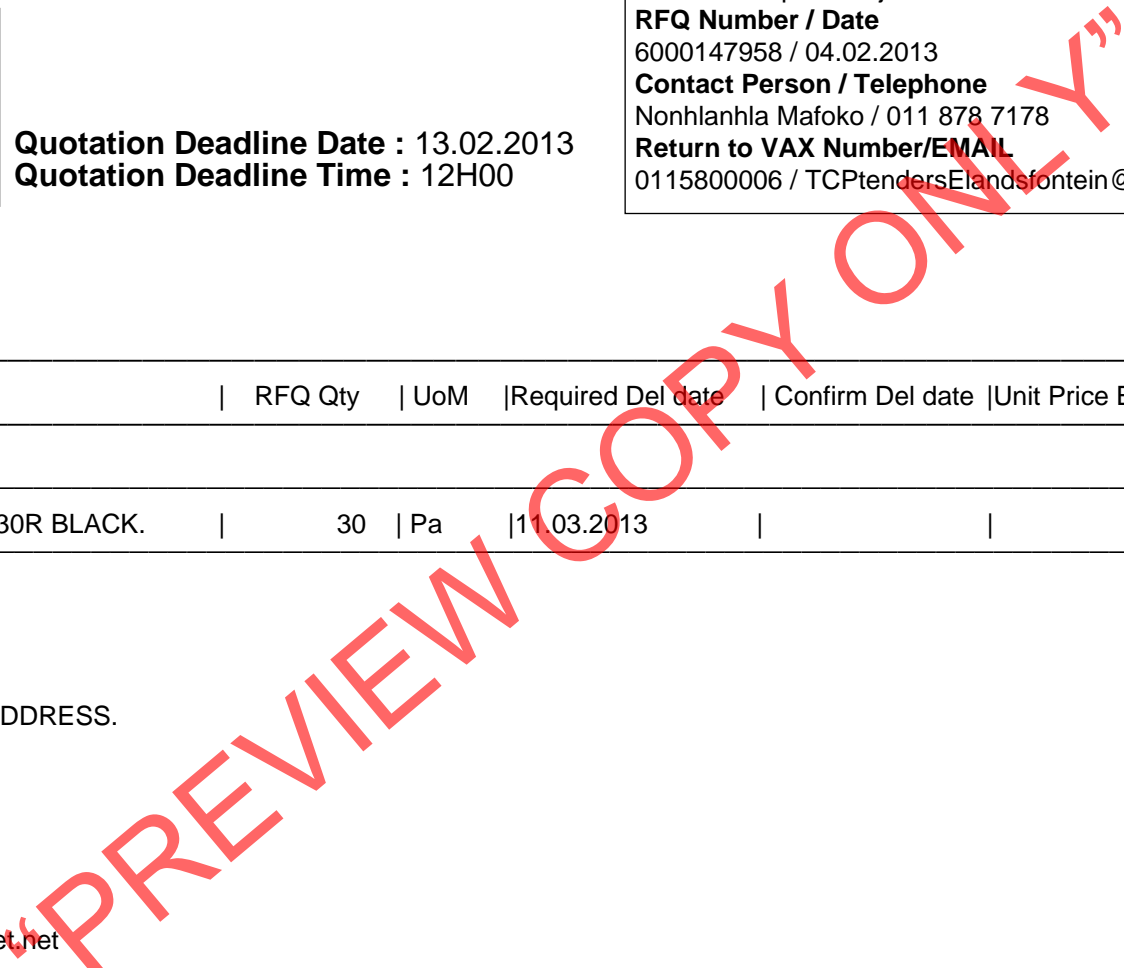 RFQ Number / Date
6000147958 / 04.02.2013
Contact Person / Telephone
Nonhlanhla Mafoko / 011 878 7178
Return to VAX Number/EMAIL
0115800006 / TCPtendersElandsfontein@
Quotation Deadline Date : 13.02.2013
Quotation Deadline Time : 12H00
| RFQ Qty | UoM |Required Del date | Confirm Del date |Unit Price
30R BLACK. | 30 | Pa |11.03.2013 | |
DDRESS.
et.net
“PREVIEW COPY ONLY”